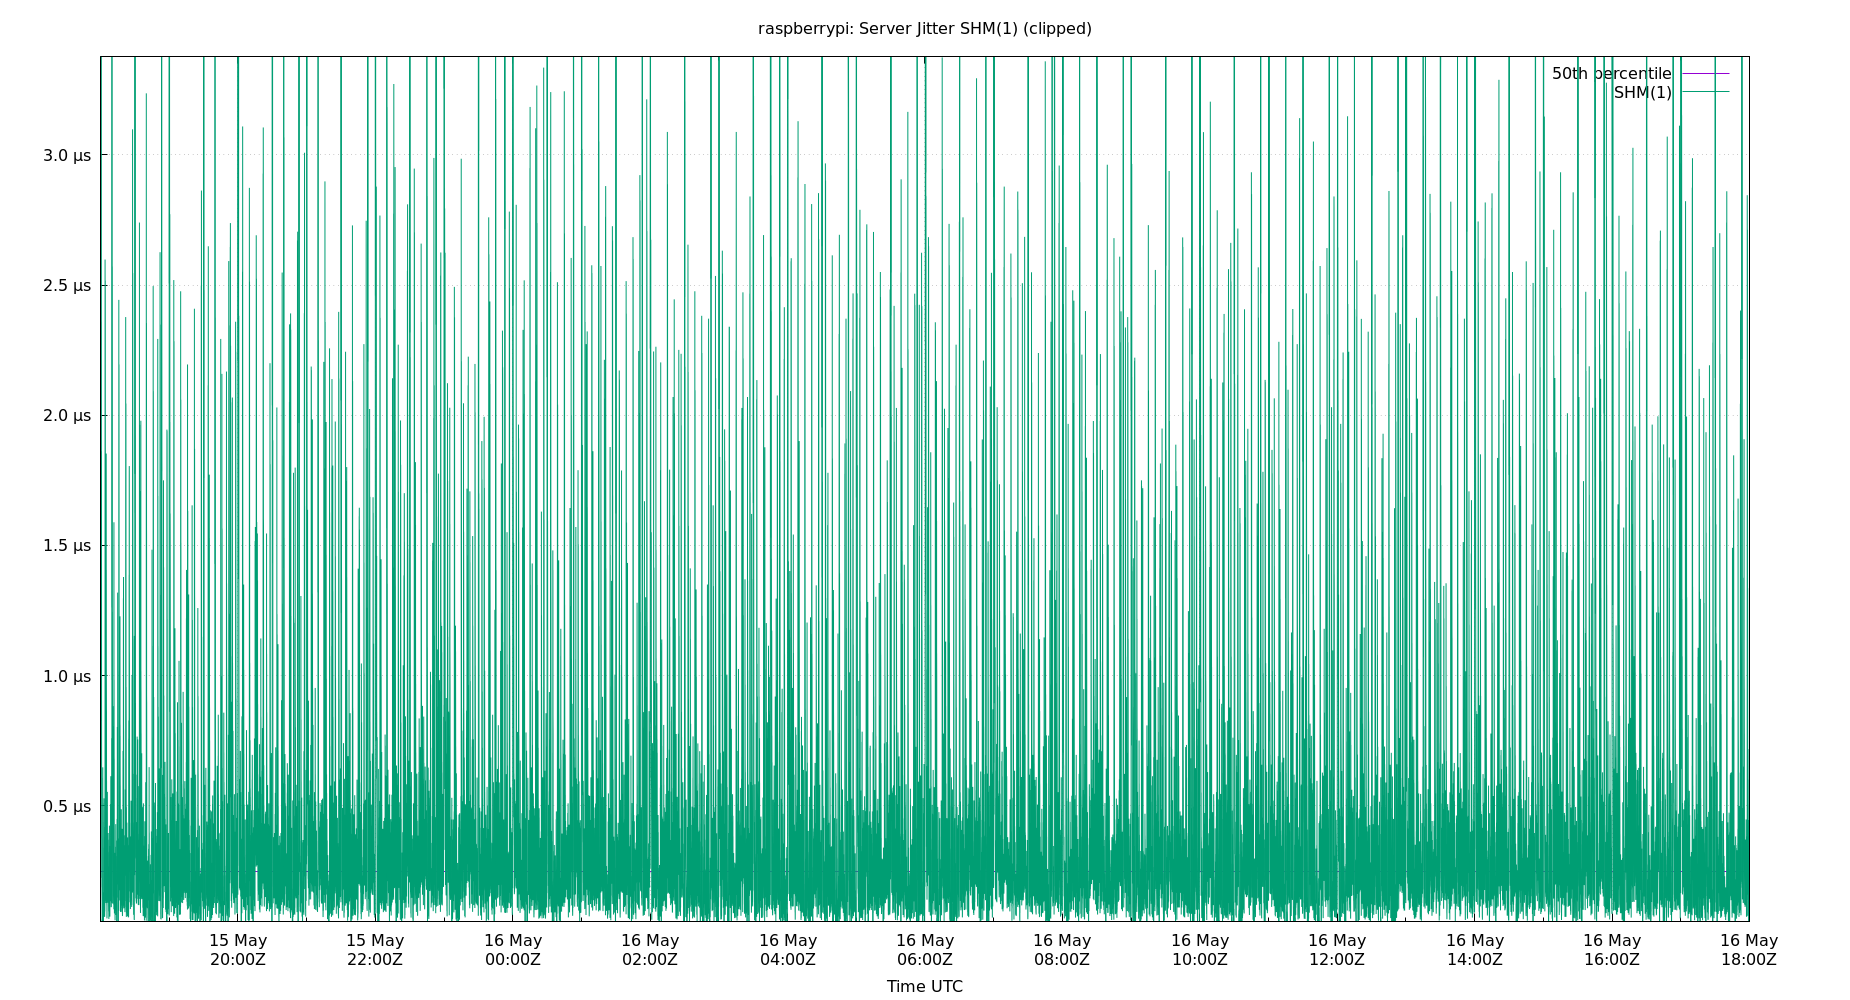 raspberrypi: Server Jitter SHM(1) (clipped)
50th percentile
SHM(1)
3.0 µs
2.5 µs
2.0 µs
1.5 µs
1.0 µs
0.5 µs
15 May 15 May 16 May 16 May 16 May 16 May 16 May 16 May 16 May 16 May 16 May 16 May
20:00Z 22:00Z 00:00Z 02:00Z 04:00Z 06:00Z 08:00Z 10:00Z 12:00Z 14:00Z 16:00Z 18:00Z
Time UTC